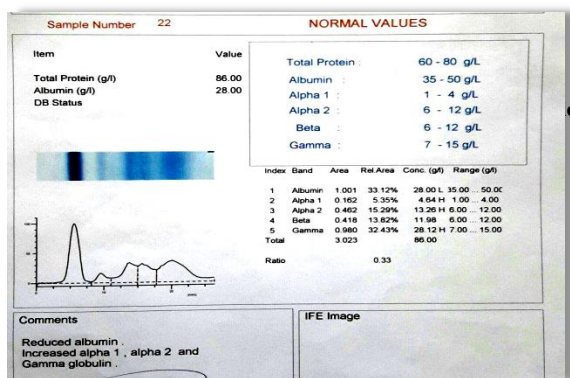 Sample Number 22
NORMAL VALUES
Item Value
Total Protein (g/l) 86.00
Albumin (g/l) 28.00
DB Status
Total Protein : 60 - 80 g/L
Albumin : 35 - 50 g/L
Alpha 1 : 1 - 4 g/L
Alpha 2 : 6 - 12 g/L
Beta 6 - 12 g/L
Gamma : 7 - 15 g/L
Index Band Area Rel.Area Conc. (g/l) Range (g/l)
1 Albumin 1.001 33.12% 28.00 L 35.00 ... 50.00
2 Alpha 1 0.162 5.35% 4.64 H 1.00 ... 4.00
3 Alpha 2 0.462 15.29% 13.26 H 6.00 ... 12.00
4 Beta 0.418 13.82% 11.98 6.00 ... 12.00
5 Gamma 0.980 32.43% 28.12 H 7.00 ... 15.00
Total 3.023 86.00
Ratio 0.33
Comments
Reduced albumin .
Increased alpha 1 , alpha 2 and
Gamma globulin .
IFE Image